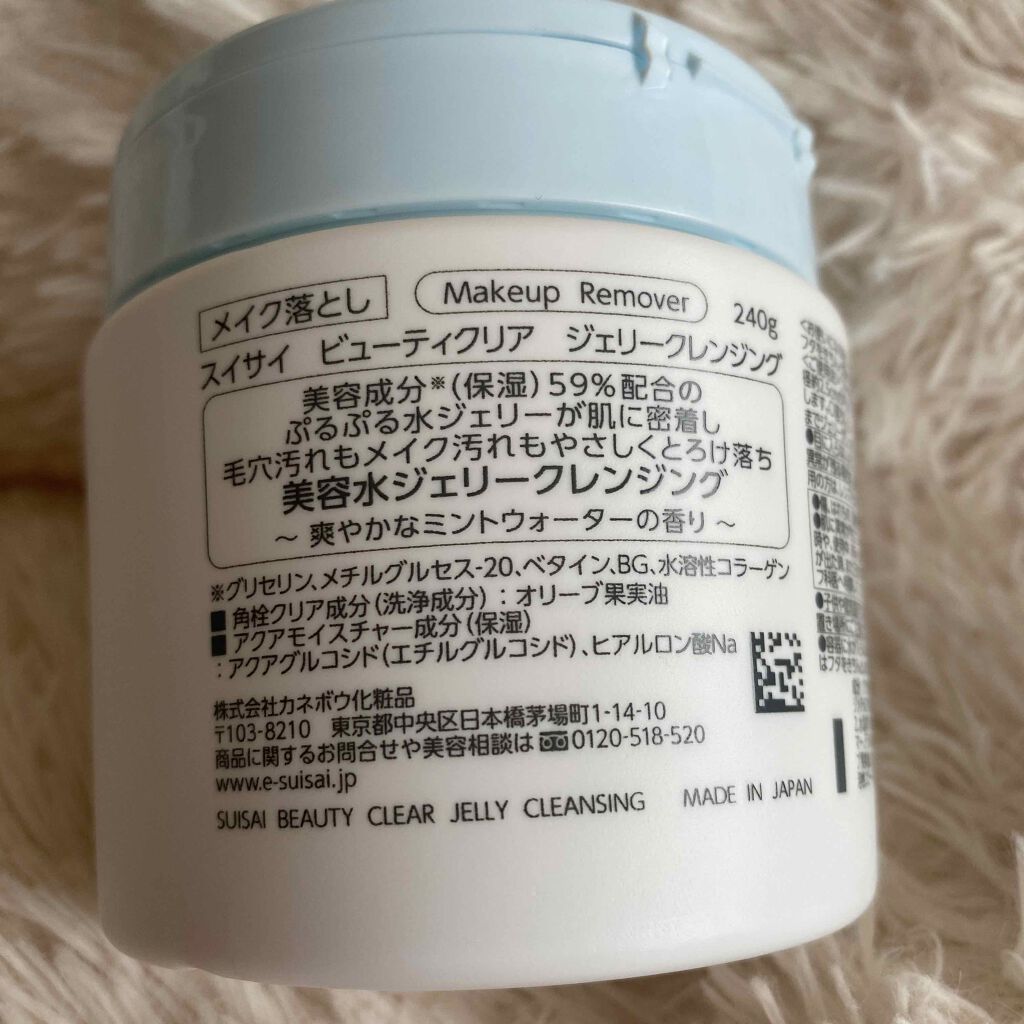 メイク落とし Makeup Remover 240g
スイサイ ビューティクリア ジェリークレンジング
美容成分※(保湿)59%配合の
ぷるぷる水ジェリーが肌に密着し
毛穴汚れもメイク汚れもやさしくとろけ落ち
美容水ジェリークレンジング
～ 爽やかなミントウォーターの香り ～
※グリセリン、メチルグルセス-20、ベタイン、BG、水溶性コラーゲン
■ 角栓クリア成分(洗浄成分)：オリーブ果実油
■ アクアモイスチャー成分(保湿)
：アクアグルコシド(エチルグルコシド)、ヒアルロン酸Na
株式会社カネボウ化粧品
〒103-8210 東京都中央区日本橋茅場町1-14-10
商品に関するお問合せや美容相談は 0120-518-520
www.e-suisai.jp
SUISAI BEAUTY CLEAR JELLY CLEANSING MADE IN JAPAN